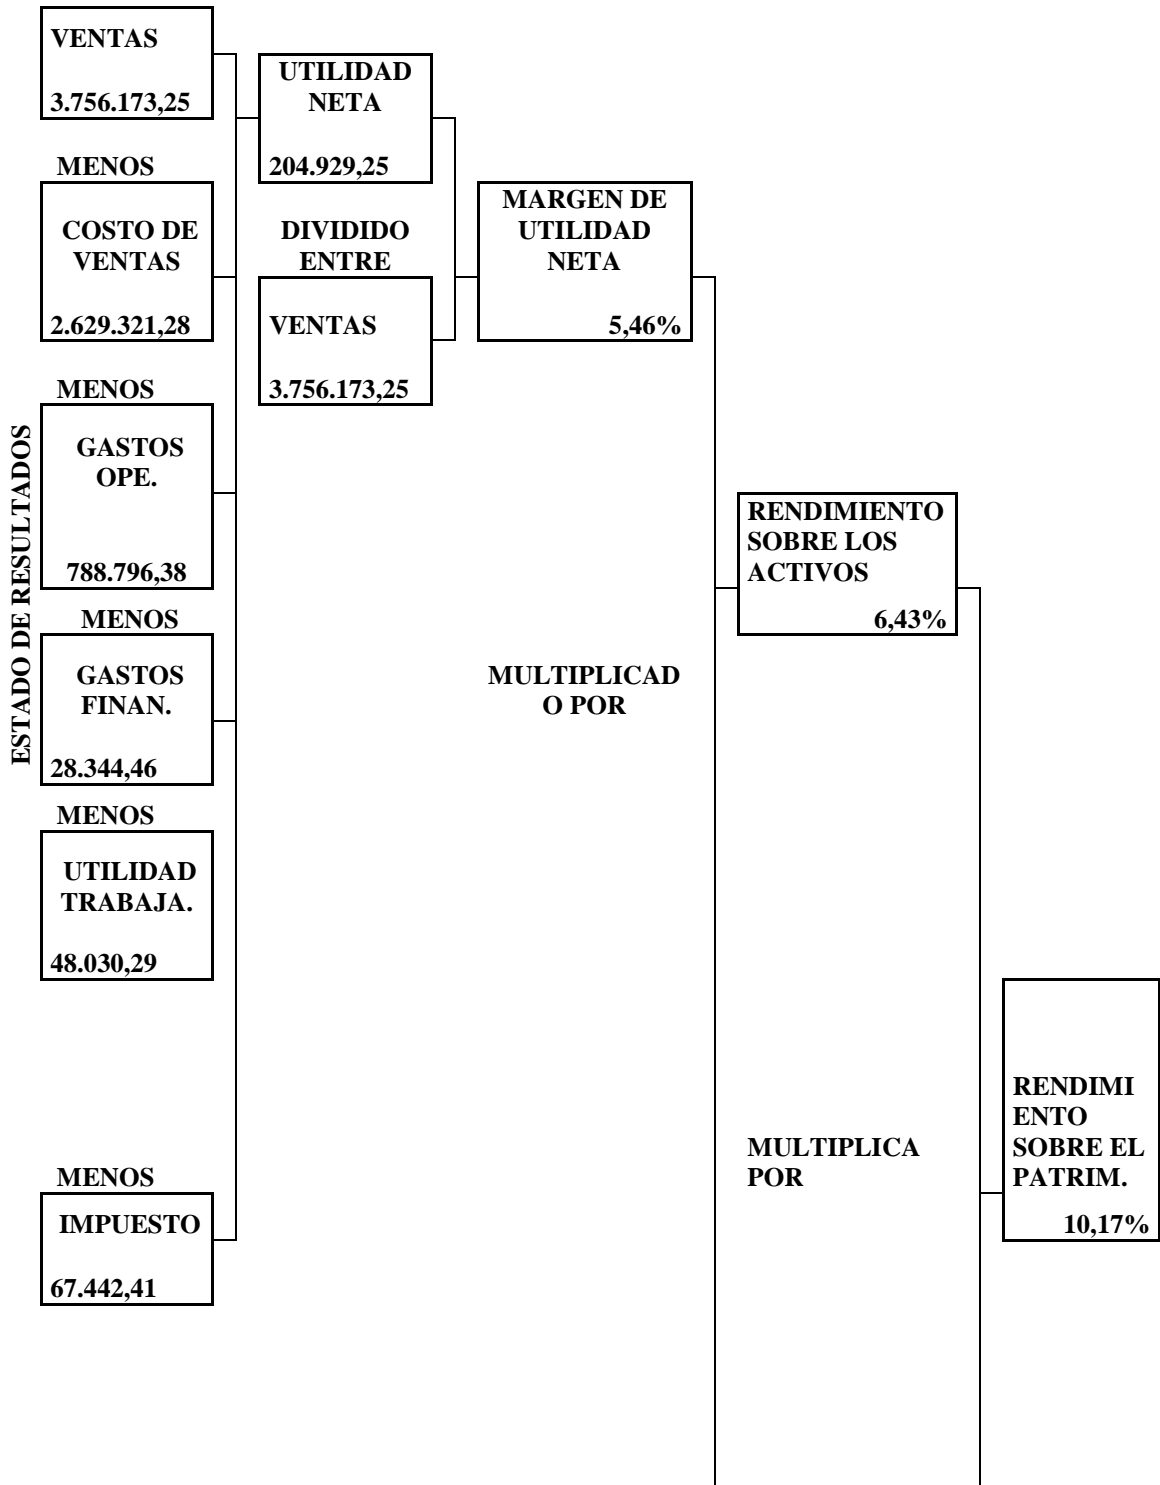 VENTAS
3.756.173,25
MENOS
COSTO DE
VENTAS
2.629.321,28
MENOS
GASTOS
OPE.
788.796,38
MENOS
GASTOS
FINAN.
28.344,46
MENOS
UTILIDAD
TRABAJA.
48.030,29
MENOS
IMPUESTO
67.442,41
ESTADO DE RESULTADOS
UTILIDAD
NETA
204.929,25
DIVIDIDO
ENTRE
VENTAS
3.756.173,25
MARGEN DE
UTILIDAD
NETA
5,46%
MULTIPLICAD
O POR
RENDIMIENTO
SOBRE LOS
ACTIVOS
6,43%
MULTIPLICA
POR
RENDIMI
ENTO
SOBRE EL
PATRIM.
10,17%